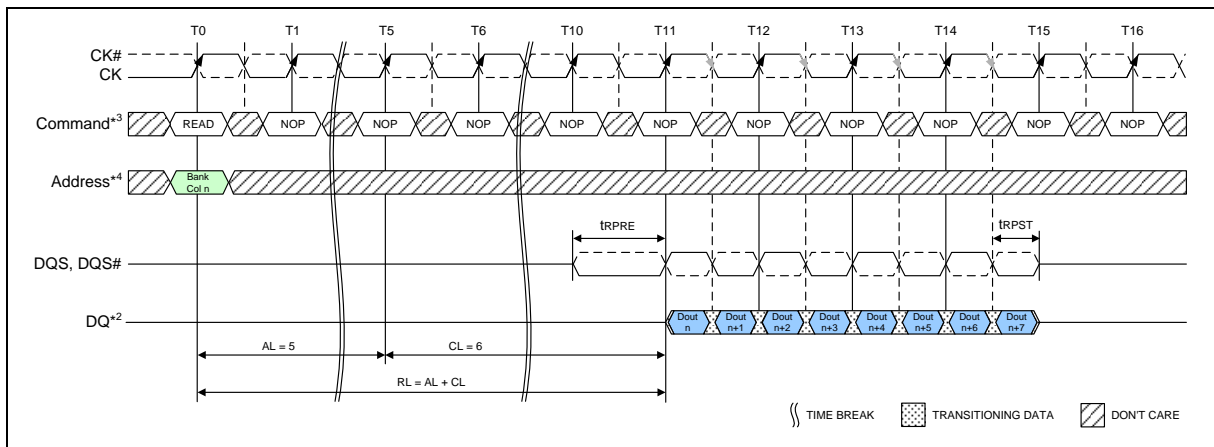 T0 T1 T5 T6 T10 T11 T12 T13 T14 T15 T16
CK#
CK
Command*3 READ NOP NOP NOP NOP NOP NOP NOP NOP NOP NOP
Address*4 Bank
Col n
tRPRE tRPST
DQS, DQS#
DQ*2 Dout n Dout n+1 Dout n+2 Dout n+3 Dout n+4 Dout n+5 Dout n+6 Dout n+7
AL = 5 CL = 6
RL = AL + CL
TIME BREAK TRANSITIONING DATA DON'T CARE